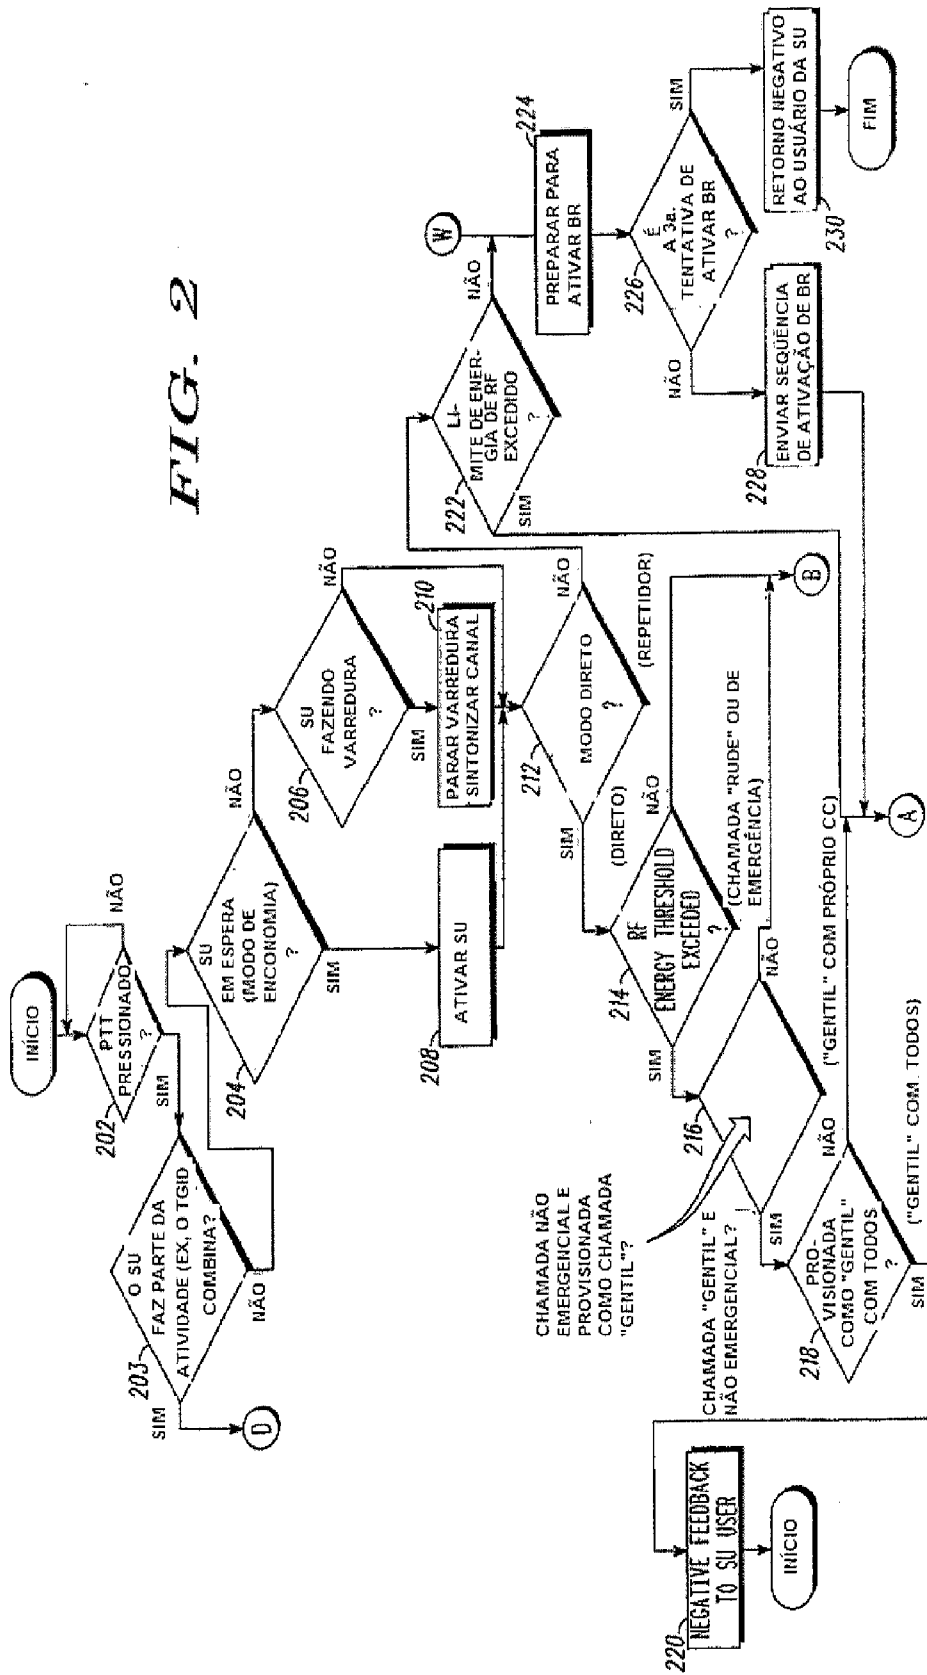 FIG. 2
INÍCIO
202
PTT
PRESSIONADO
?
NÃO
SIM
203
O SU
FAZ PARTE DA
ATIVIDADE (EX, O TGID
COMBINA?
SIM
NÃO
D
204
SU
EM ESPERA
(MODO DE
ENCONOMIA)
?
NÃO
SIM
206
SU
FAZENDO
VARREDURA
?
NÃO
SIM
208
ATIVAR SU
210
PARAR VARREDURA
SINTONIZAR CANAL
212
MODO DIRETO
?
NÃO
(REPETIDOR)
SIM
(DIRETO)
214
RF
ENERGY THRESHOLD
EXCEEDED
?
NÃO
SIM
216
CHAMADA NÃO
EMERGENCIAL E
PROVISIONADA
COMO CHAMADA
"GENTIL"?
CHAMADA "GENTIL" E
NÃO EMERGENCIAL?
NÃO
(CHAMADA "RUDE" OU DE
EMERGÊNCIA)
SIM
B
218
PRO-
VISIONADA
COMO "GENTIL"
COM TODOS
?
NÃO
("GENTIL" COM PRÓPRIO CC)
SIM
("GENTIL" COM. TODOS)
A
220
NEGATIVE FEEDBACK
TO SU USER
INÍCIO
222
LI-
MITE DE ENER-
GIA DE RF
EXCEDIDO
?
NÃO
SIM
W
224
PREPARAR PARA
ATIVAR BR
226
É
A 3a.
TENTATIVA DE
ATIVAR BR
?
NÃO
SIM
228
ENVIAR SEQÜÊNCIA
DE ATIVAÇÃO DE BR
230
RETORNO NEGATIVO
AO USUÁRIO DA SU
FIM